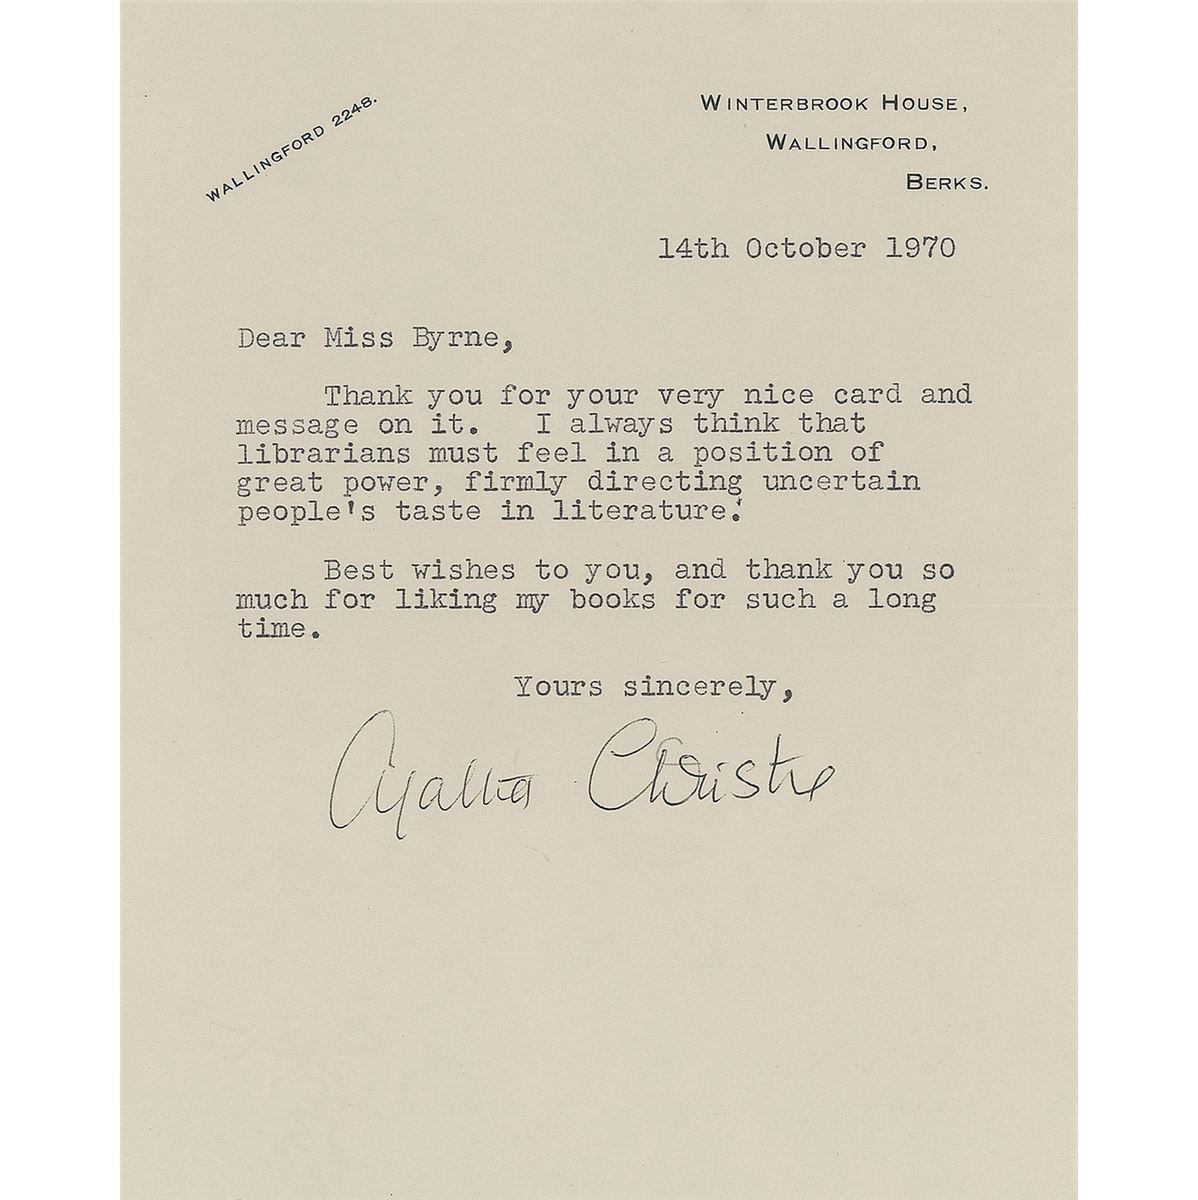 WALLINGFORD 2248.
WINTERBROOK HOUSE,
WALLINGFORD,
BERKS.
14th October 1970
Dear Miss Byrne,
Thank you for your very nice card and
message on it. I always think that
librarians must feel in a position of
great power, firmly directing uncertain
people's taste in literature!
Best wishes to you, and thank you so
much for liking my books for such a long
time.
Yours sincerely,
Agatha Christie